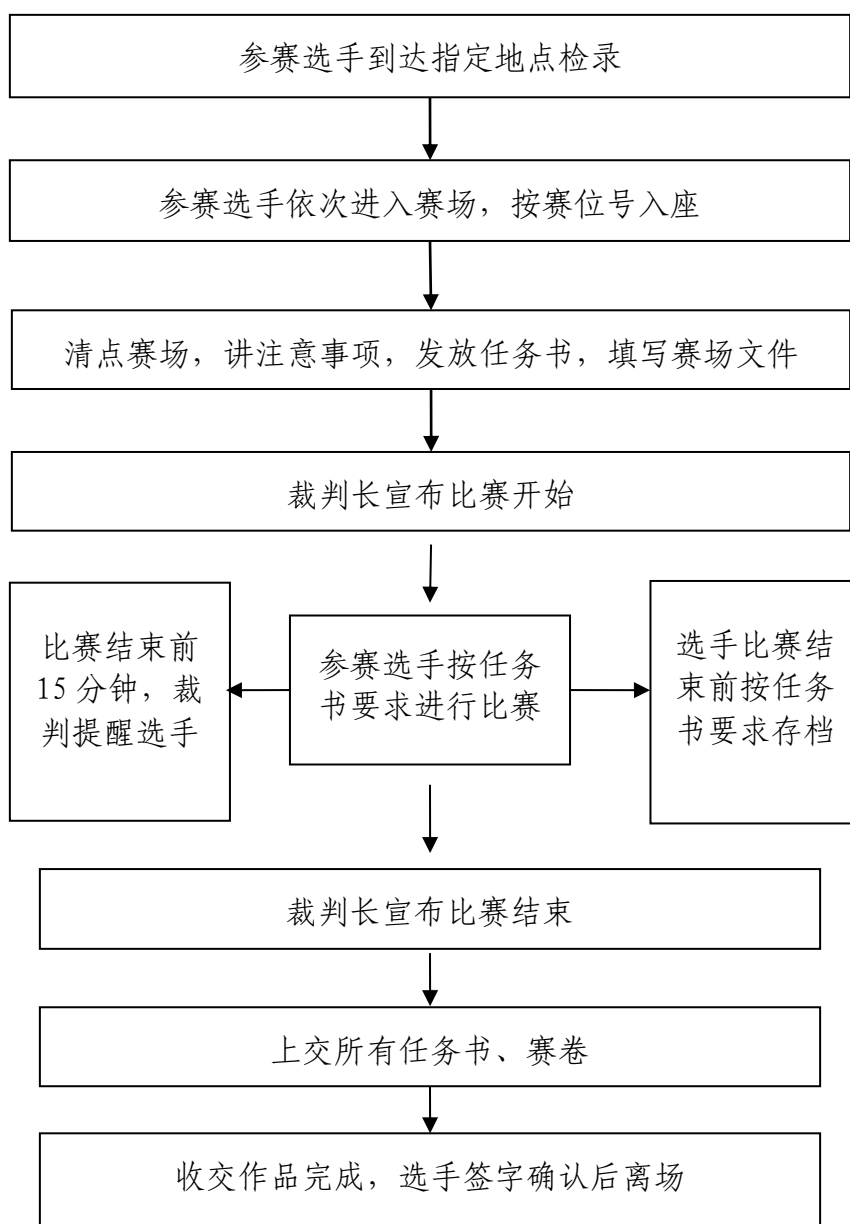 参赛选手到达指定地点检录
参赛选手依次进入赛场，按赛位号入座
清点赛场，讲注意事项，发放任务书，填写赛场文件
裁判长宣布比赛开始
比赛结束前
15 分钟，裁
判提醒选手
参赛选手按任务
书要求进行比赛
选手比赛结
束前按任务
书要求存档
裁判长宣布比赛结束
上交所有任务书、赛卷
收交作品完成，选手签字确认后离场